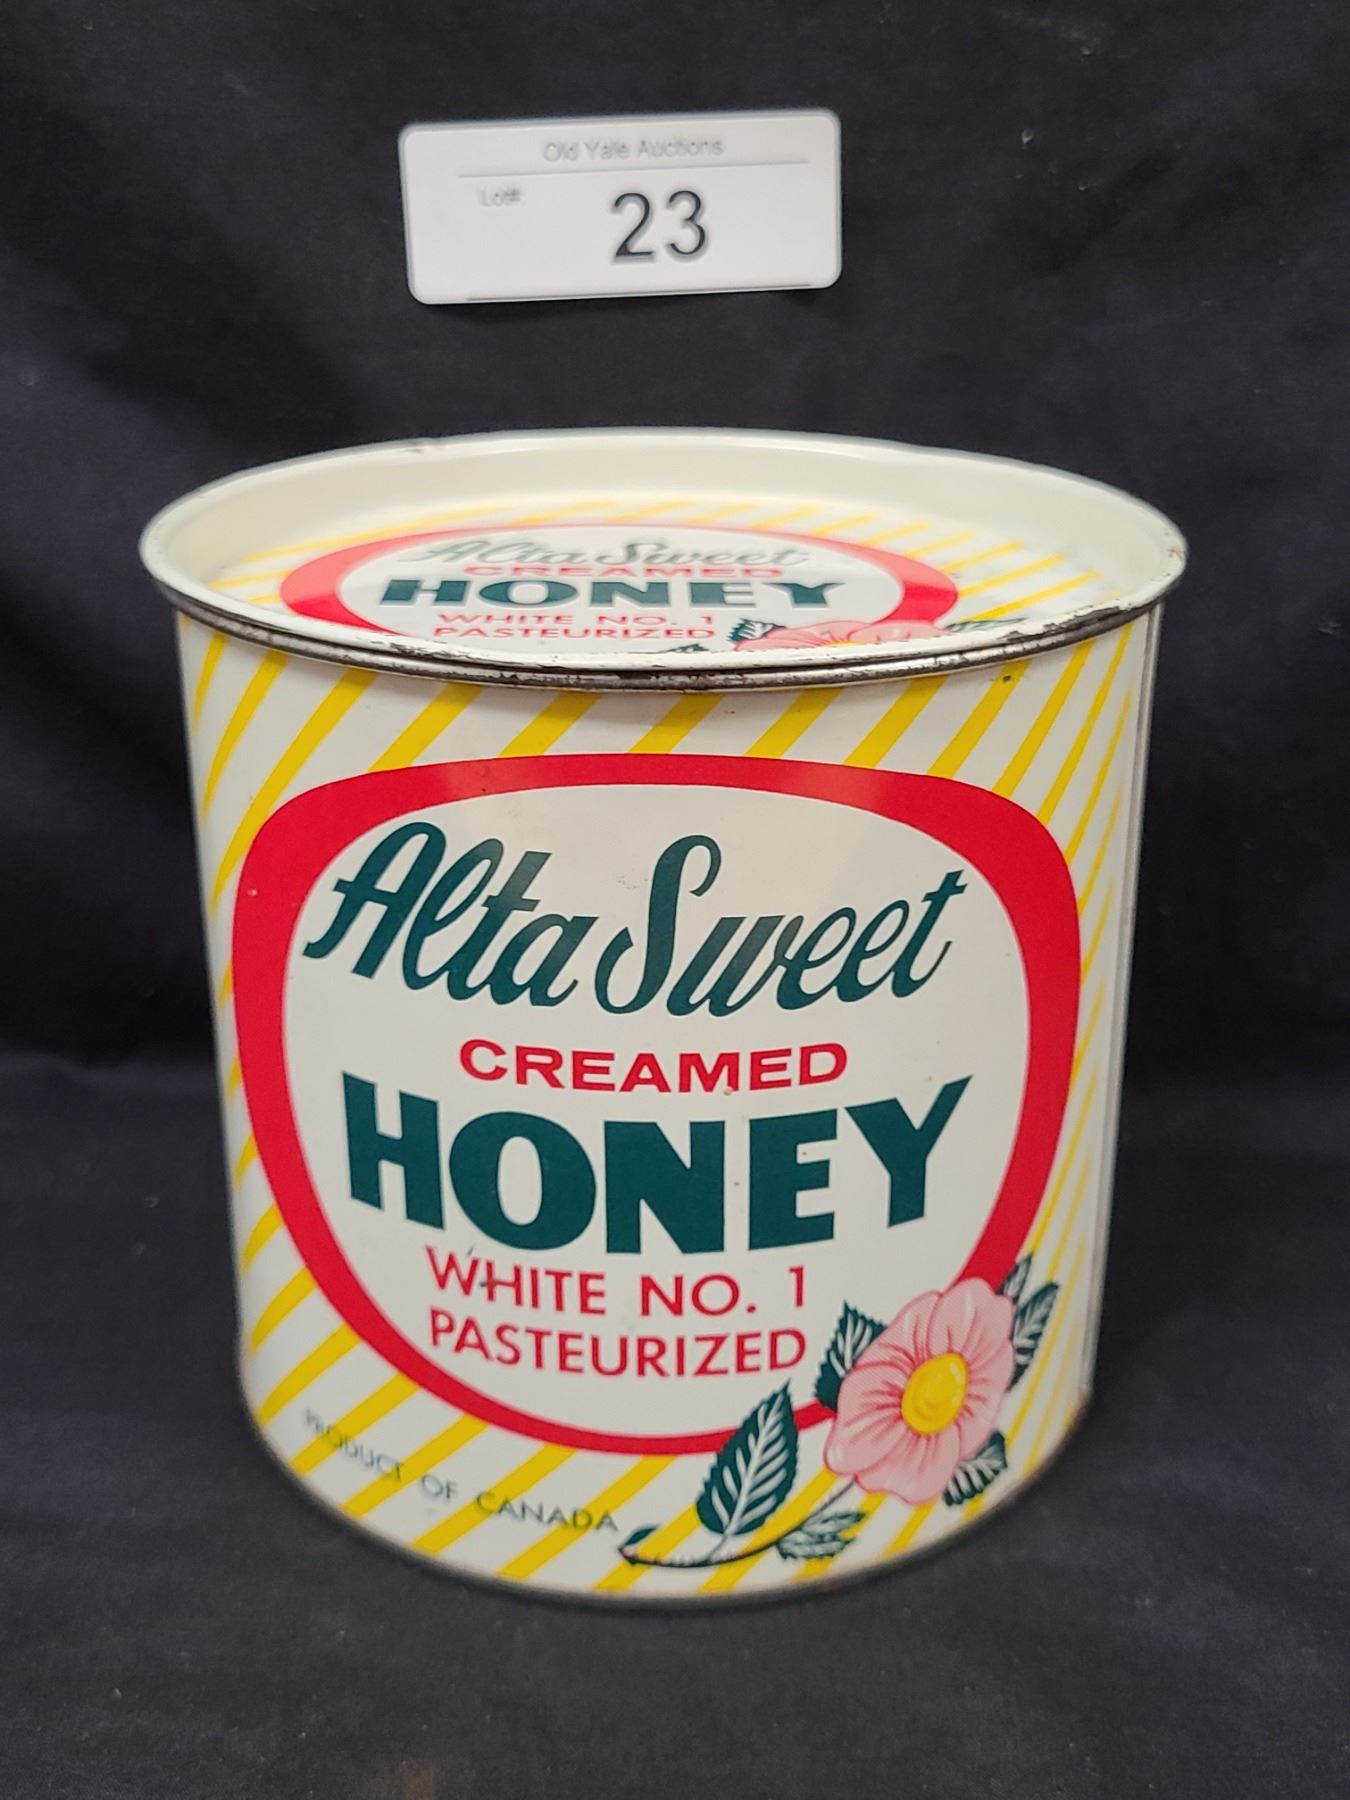 Old Yale Auctions
Lot#: 23
Alta Sweet
CREAMED
HONEY
WHITE NO. 1
PASTEURIZED
Alta Sweet
CREAMED
HONEY
WHITE NO. 1
PASTEURIZED
PRODUCT OF CANADA